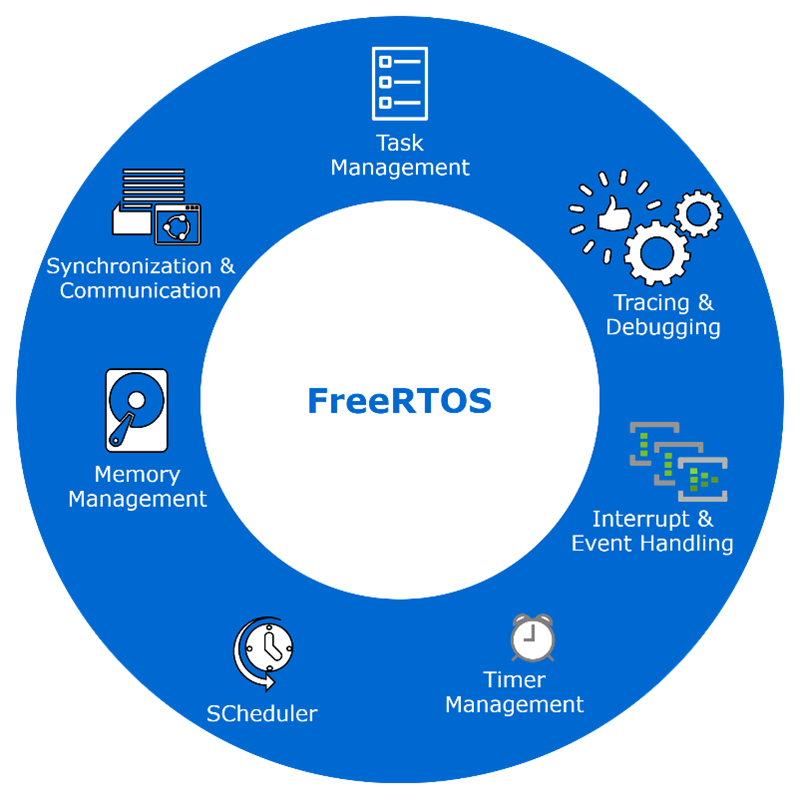 Task
Management
Synchronization &
Communication
Tracing &
Debugging
FreeRTOS
Memory
Management
Interrupt &
Event Handling
Timer
Management
SCheduler